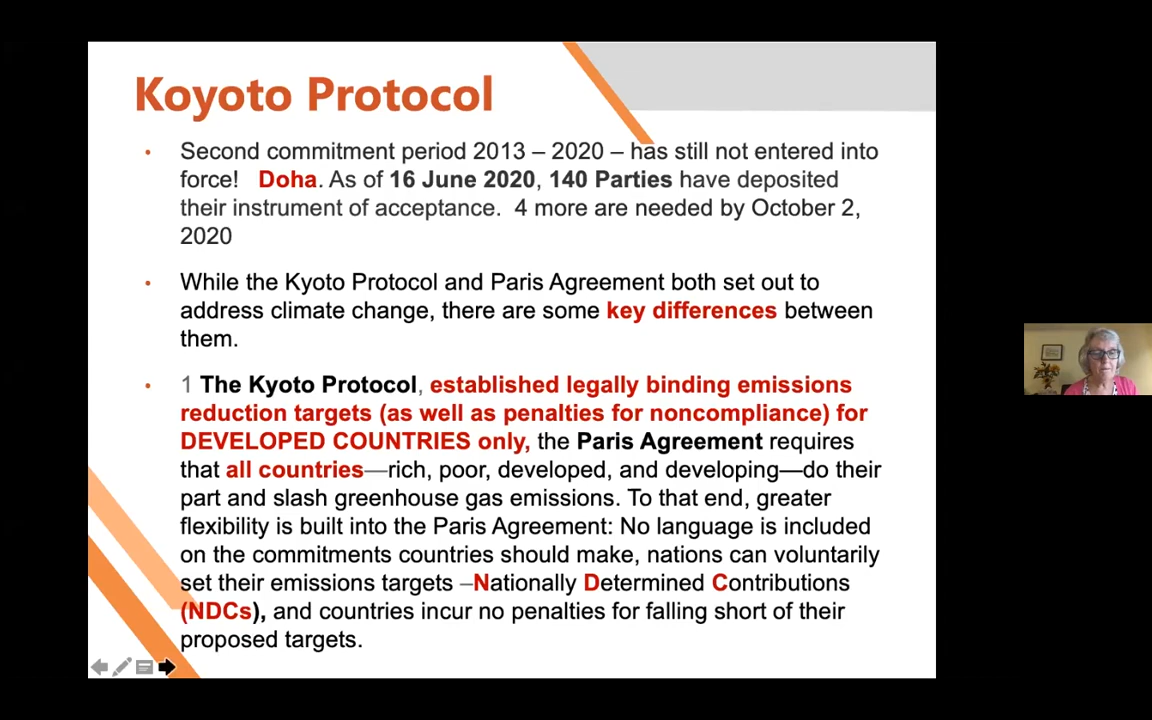 Koyoto Protocol
• Second commitment period 2013 – 2020 – has still not entered into
force! Doha. As of 16 June 2020, 140 Parties have deposited
their instrument of acceptance. 4 more are needed by October 2,
2020
• While the Kyoto Protocol and Paris Agreement both set out to
address climate change, there are some key differences between
them.
• 1 The Kyoto Protocol, established legally binding emissions
reduction targets (as well as penalties for noncompliance) for
DEVELOPED COUNTRIES only, the Paris Agreement requires
that all countries—rich, poor, developed, and developing—do their
part and slash greenhouse gas emissions. To that end, greater
flexibility is built into the Paris Agreement: No language is included
on the commitments countries should make, nations can voluntarily
set their emissions targets –Nationally Determined Contributions
(NDCs), and countries incur no penalties for falling short of their
proposed targets.